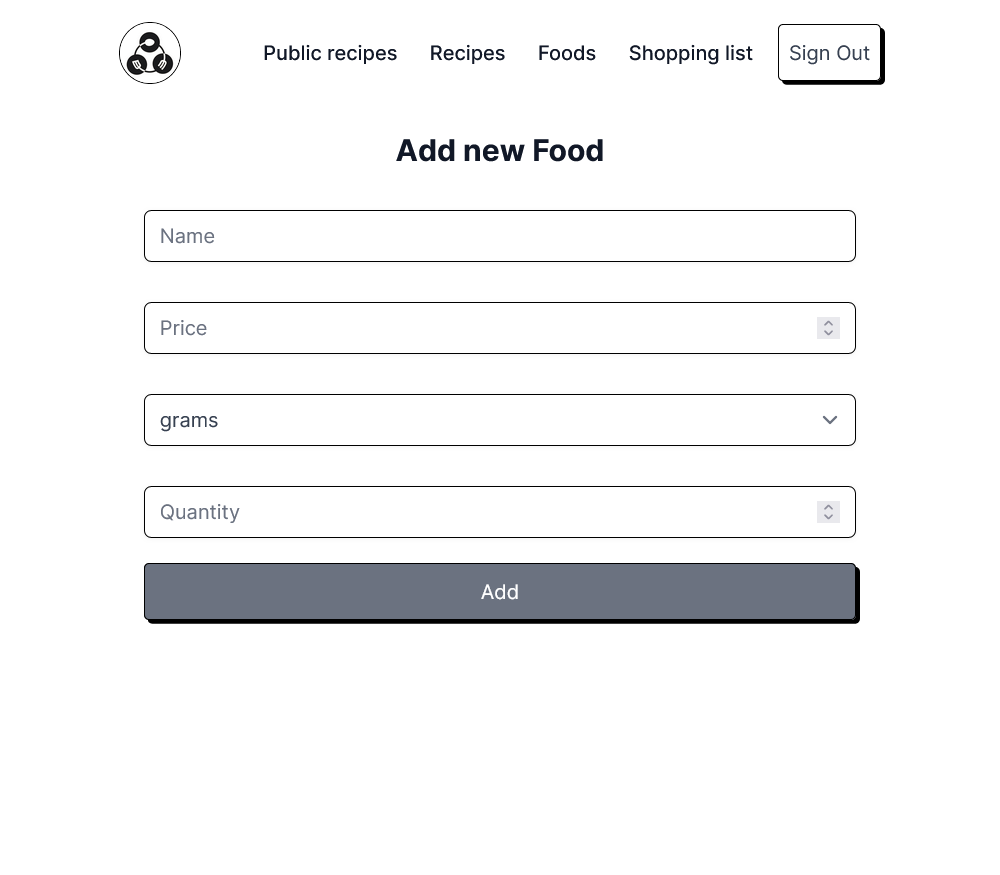 Public recipes Recipes Foods Shopping list Sign Out
Add new Food
Name
Price
grams
Quantity
Add